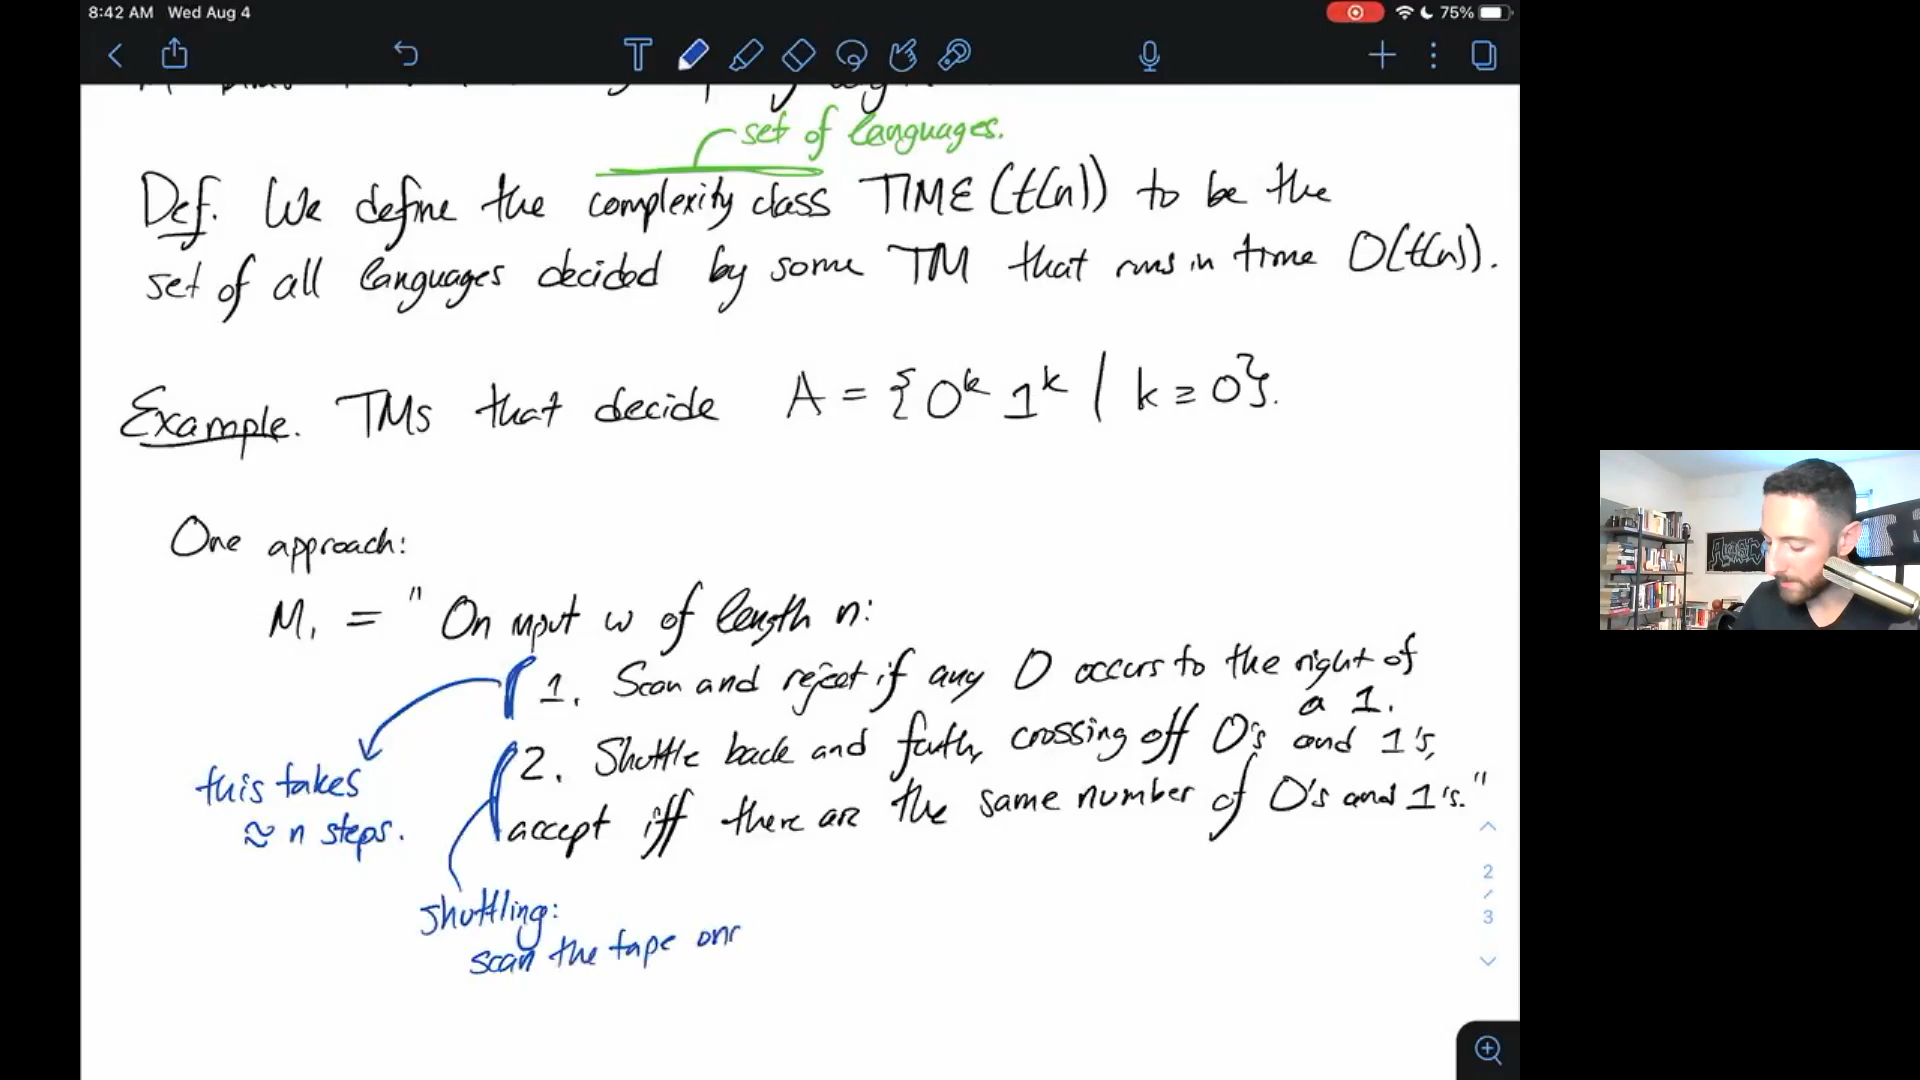 8:42 AM Wed Aug 4
75%
set of languages.
Def. We define the complexity class TIME (t(n)) to be the
set of all languages decided by some TM that runs in time O(t(n)).
Example. TMs that decide A = {0ᵏ 1ᵏ | k ≥ 0}.
One approach:
M₁ = " On input w of length n:
1. Scan and reject if any 0 occurs to the right of
a 1.
2. Shuttle back and forth, crossing off 0's and 1's,
accept iff there are the same number of 0's and 1's."
this takes
≈ n steps.
shuttling:
scan the tape
2
/
3